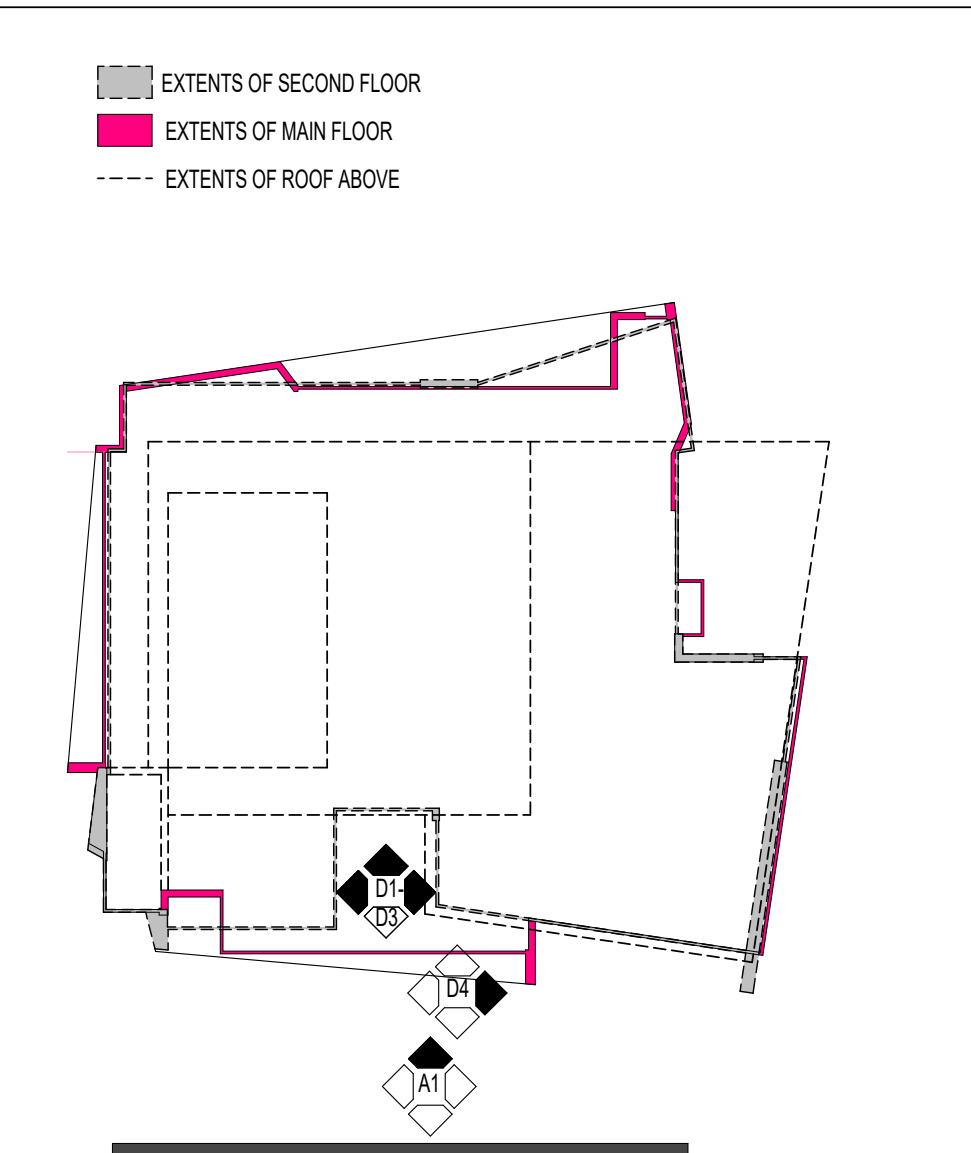 EXTENTS OF SECOND FLOOR
EXTENTS OF MAIN FLOOR
EXTENTS OF ROOF ABOVE
D1-
D3
D4
A1